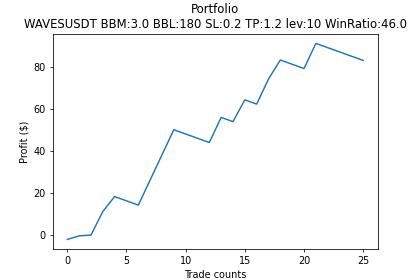 Portfolio
WAVESUSDT BBM:3.0 BBL:180 SL:0.2 TP:1.2 lev:10 WinRatio:46.0
80
60
40
20
0
Profit ($)
0 5 10 15 20 25
Trade counts